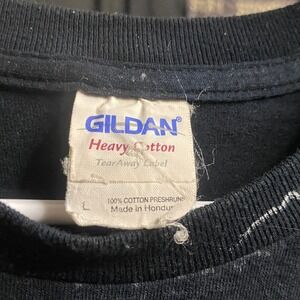 GILDAN®
Heavy Cotton
TearAway Label
100% COTTON PRESHRUNK
L Made in Hondur